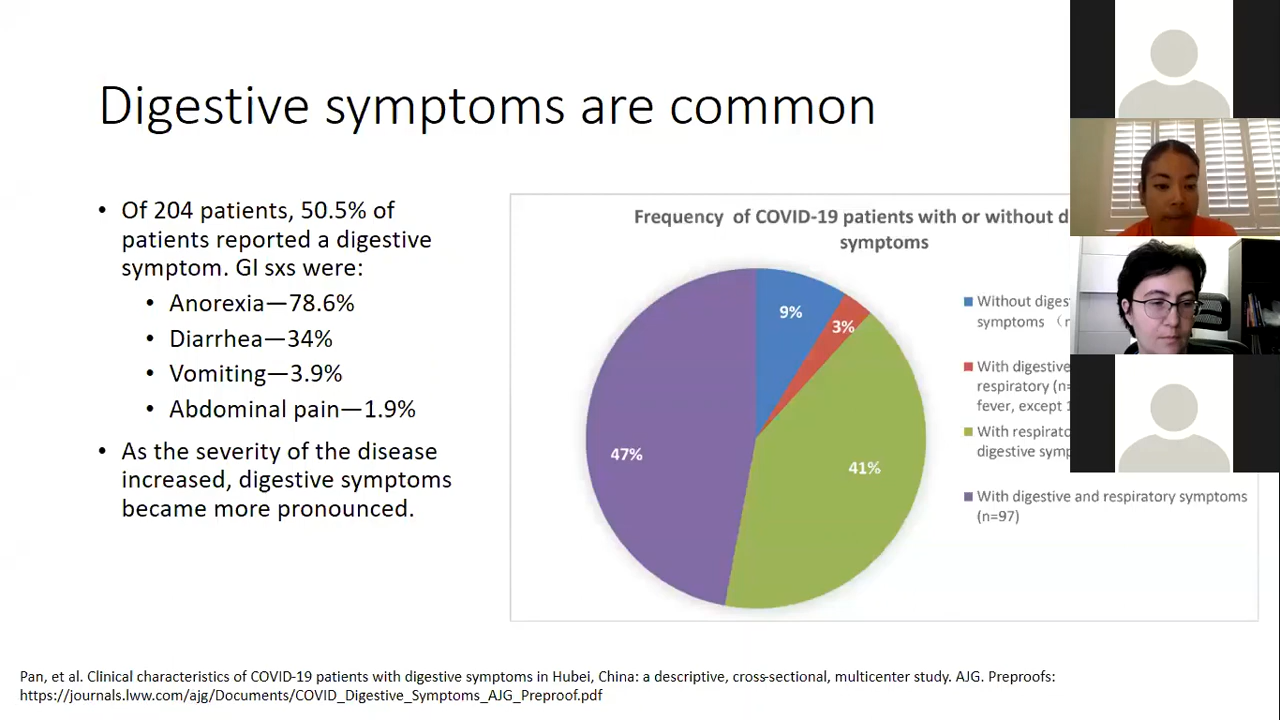 Digestive symptoms are common
• Of 204 patients, 50.5% of
patients reported a digestive
symptom. GI sxs were:
• Anorexia—78.6%
• Diarrhea—34%
• Vomiting—3.9%
• Abdominal pain—1.9%
• As the severity of the disease
increased, digestive symptoms
became more pronounced.
Frequency of COVID-19 patients with or without
symptoms
9%
3%
41%
47%
Without
symptoms
With digestive
respiratory
fever, except
With
digestive
With digestive and respiratory symptoms
(n=97)
Pan, et al. Clinical characteristics of COVID-19 patients with digestive symptoms in Hubei, China: a descriptive, cross-sectional, multicenter study. AJG. Preproofs:
https://journals.lww.com/ajg/Documents/COVID_Digestive_Symptoms_AJG_Preproof.pdf